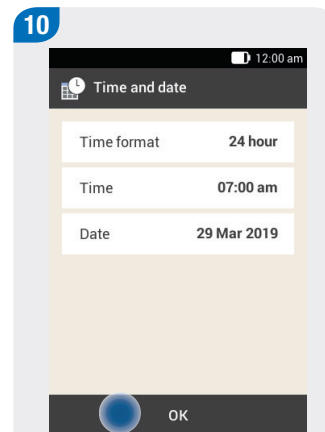 10
12:00 am
Time and date
Time format 24 hour
Time 07:00 am
Date 29 Mar 2019
OK